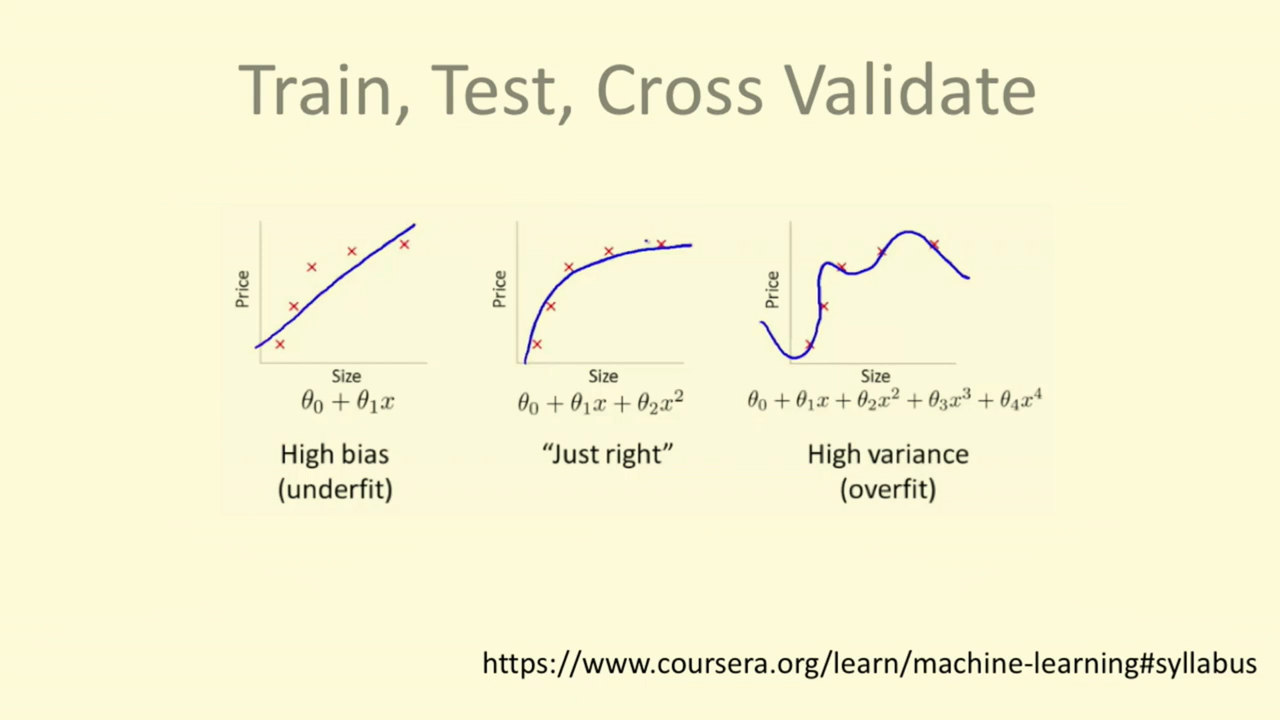 Train, Test, Cross Validate
Price
Size
θ₀ + θ₁x
High bias
(underfit)
Price
Size
θ₀ + θ₁x + θ₂x²
“Just right”
Price
Size
θ₀ + θ₁x + θ₂x² + θ₃x³ + θ₄x⁴
High variance
(overfit)
https://www.coursera.org/learn/machine-learning#syllabus